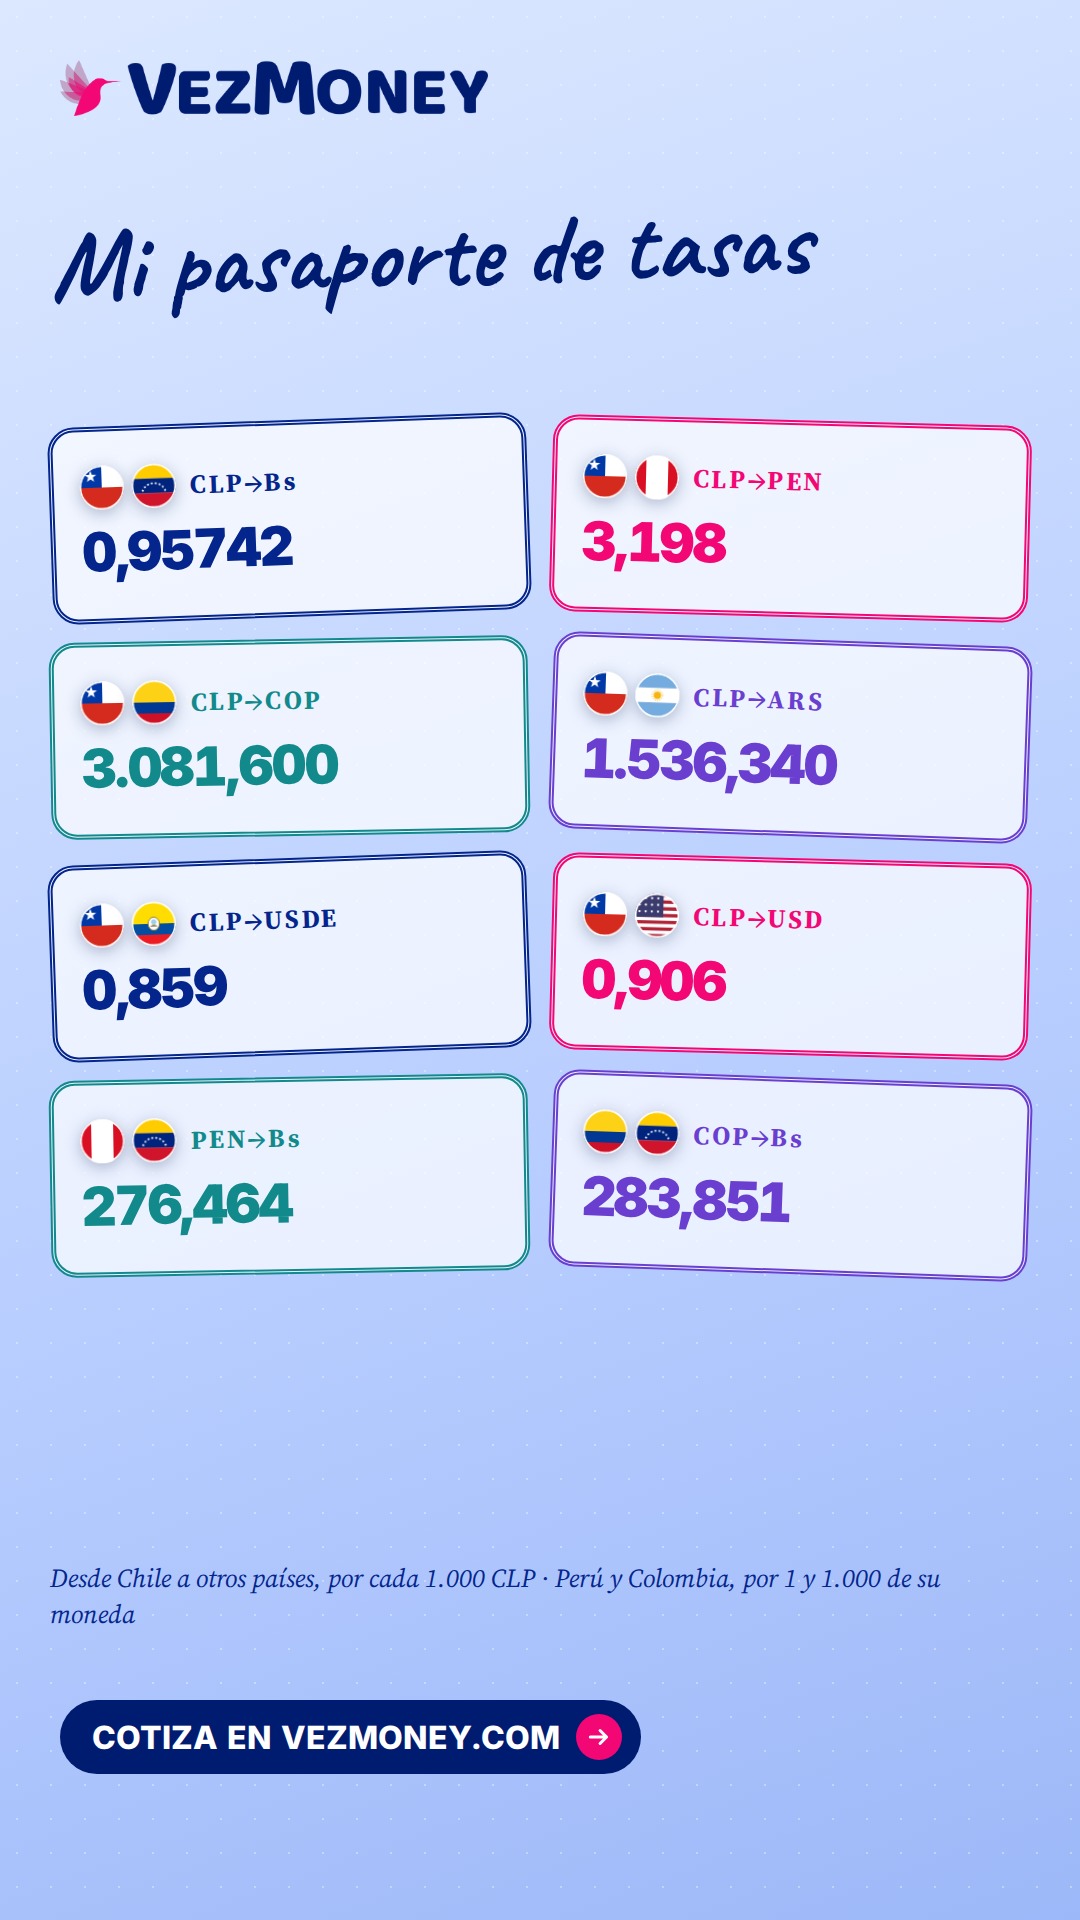 VEZMONEY
Mi pasaporte de tasas
CLP→Bs
0,95742
CLP→PEN
3,198
CLP→COP
3.081,600
CLP→ARS
1.536,340
CLP→USDE
0,859
CLP→USD
0,906
PEN→Bs
276,464
COP→Bs
283,851
Desde Chile a otros países, por cada 1.000 CLP · Perú y Colombia, por 1 y 1.000 de su
moneda
COTIZA EN VEZMONEY.COM →